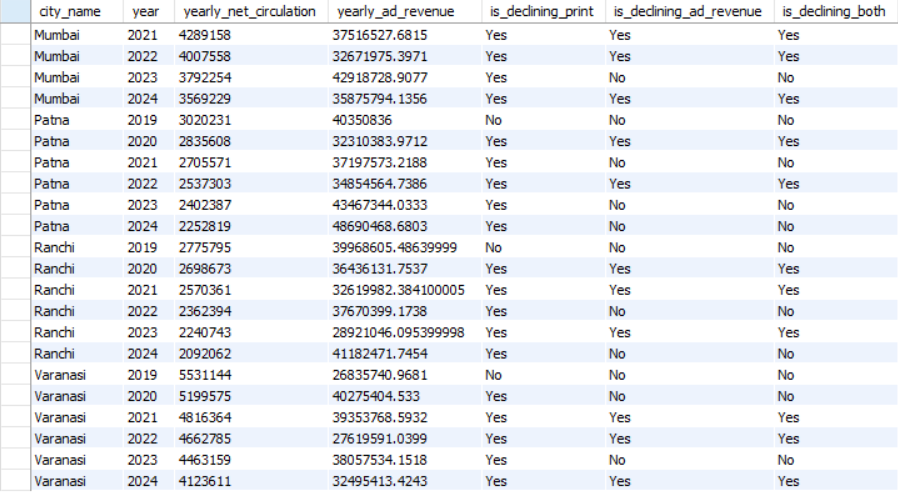 city_name year yearly_net_circulation yearly_ad_revenue is_declining_print is_declining_ad_revenue is_declining_both
Mumbai 2021 4289158 37516527.6815 Yes Yes Yes
Mumbai 2022 4007558 32671975.3971 Yes Yes Yes
Mumbai 2023 3792254 42918728.9077 Yes No No
Mumbai 2024 3569229 35875794.1356 Yes Yes Yes
Patna 2019 3020231 40350836 No No No
Patna 2020 2835608 32310383.9712 Yes Yes Yes
Patna 2021 2705571 37197573.2188 Yes No No
Patna 2022 2537303 34854564.7386 Yes Yes Yes
Patna 2023 2402387 43467344.0333 Yes No No
Patna 2024 2252819 48690468.6803 Yes No No
Ranchi 2019 2775795 39968605.48639999 No No No
Ranchi 2020 2698673 36436131.7537 Yes Yes Yes
Ranchi 2021 2570361 32619982.384100005 Yes Yes Yes
Ranchi 2022 2362394 37670399.1738 Yes No No
Ranchi 2023 2240743 28921046.095399998 Yes Yes Yes
Ranchi 2024 2092062 41182471.7454 Yes No No
Varanasi 2019 5531144 26835740.9681 No No No
Varanasi 2020 5199575 40275404.533 Yes No No
Varanasi 2021 4816364 39353768.5932 Yes Yes Yes
Varanasi 2022 4662785 27619591.0399 Yes Yes Yes
Varanasi 2023 4463159 38057534.1518 Yes No No
Varanasi 2024 4123611 32495413.4243 Yes Yes Yes